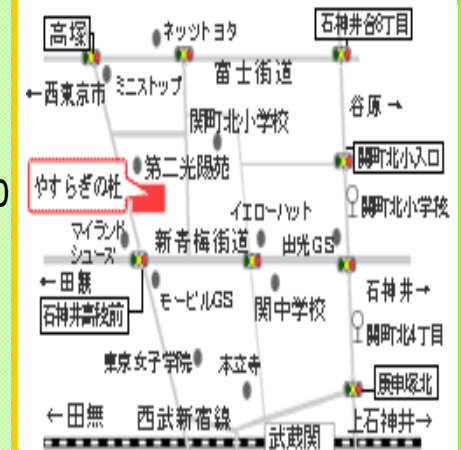 ネッツトヨタ
石神井台8丁目
高塚
富士街道
←西東京市
ミニストップ
谷原→
関町北小学校
第二光陽苑
関町北小入口
やすらぎの杜
イエローハット
関町北小学校
マイランド
シューズ
新青梅街道
出光GS
←田無
石神井→
石神井高校前
モービルGS
関中学校
関町北4丁目
東京女子学院
本立寺
庚申塚北
←田無
西武新宿線
武蔵関
上石神井→